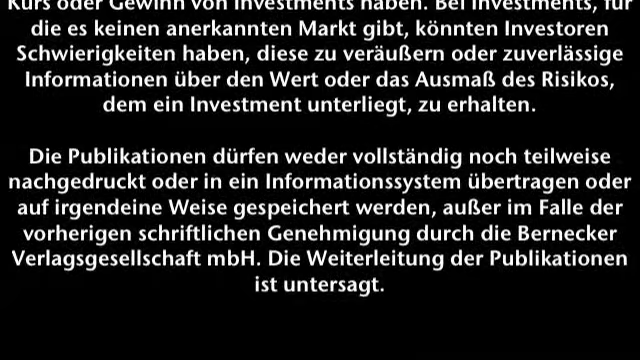 Kurs oder Gewinn von Investments haben. Bei Investments, für
die es keinen anerkannten Markt gibt, könnten Investoren
Schwierigkeiten haben, diese zu veräußern oder zuverlässige
Informationen über den Wert oder das Ausmaß des Risikos,
dem ein Investment unterliegt, zu erhalten.
Die Publikationen dürfen weder vollständig noch teilweise
nachgedruckt oder in ein Informationssystem übertragen oder
auf irgendeine Weise gespeichert werden, außer im Falle der
vorherigen schriftlichen Genehmigung durch die Bernecker
Verlagsgesellschaft mbH. Die Weiterleitung der Publikationen
ist untersagt.